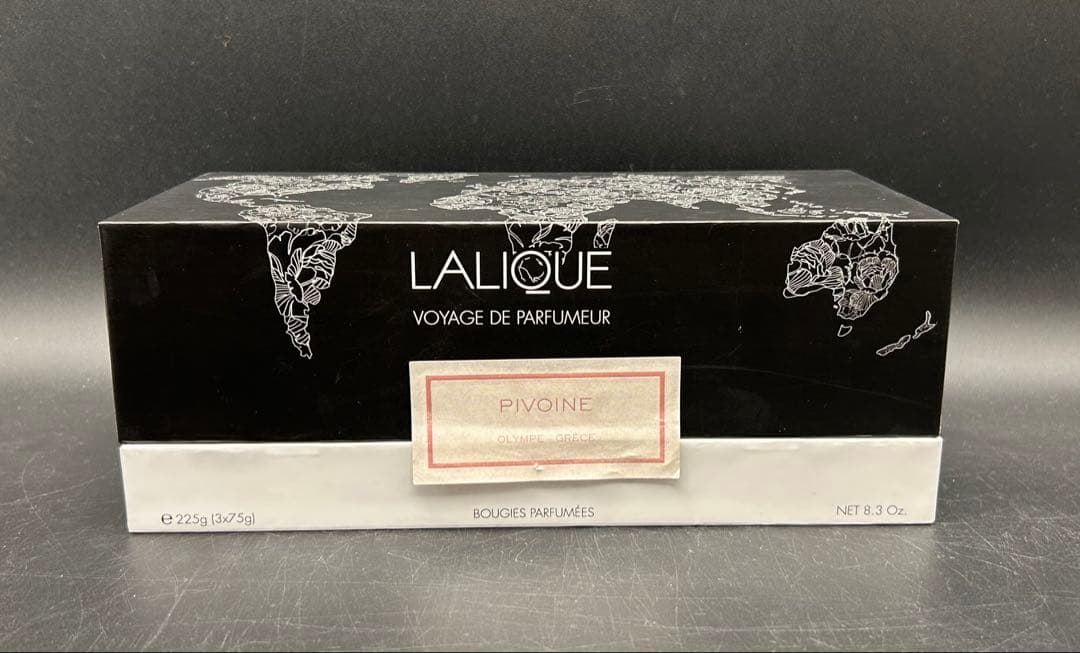 LALIQUE
VOYAGE DE PARFUMEUR
PIVOINE
OLYMPE - GRÈCE
℮ 225g (3x75g)
BOUGIES PARFUMÉES
NET 8.3 Oz.